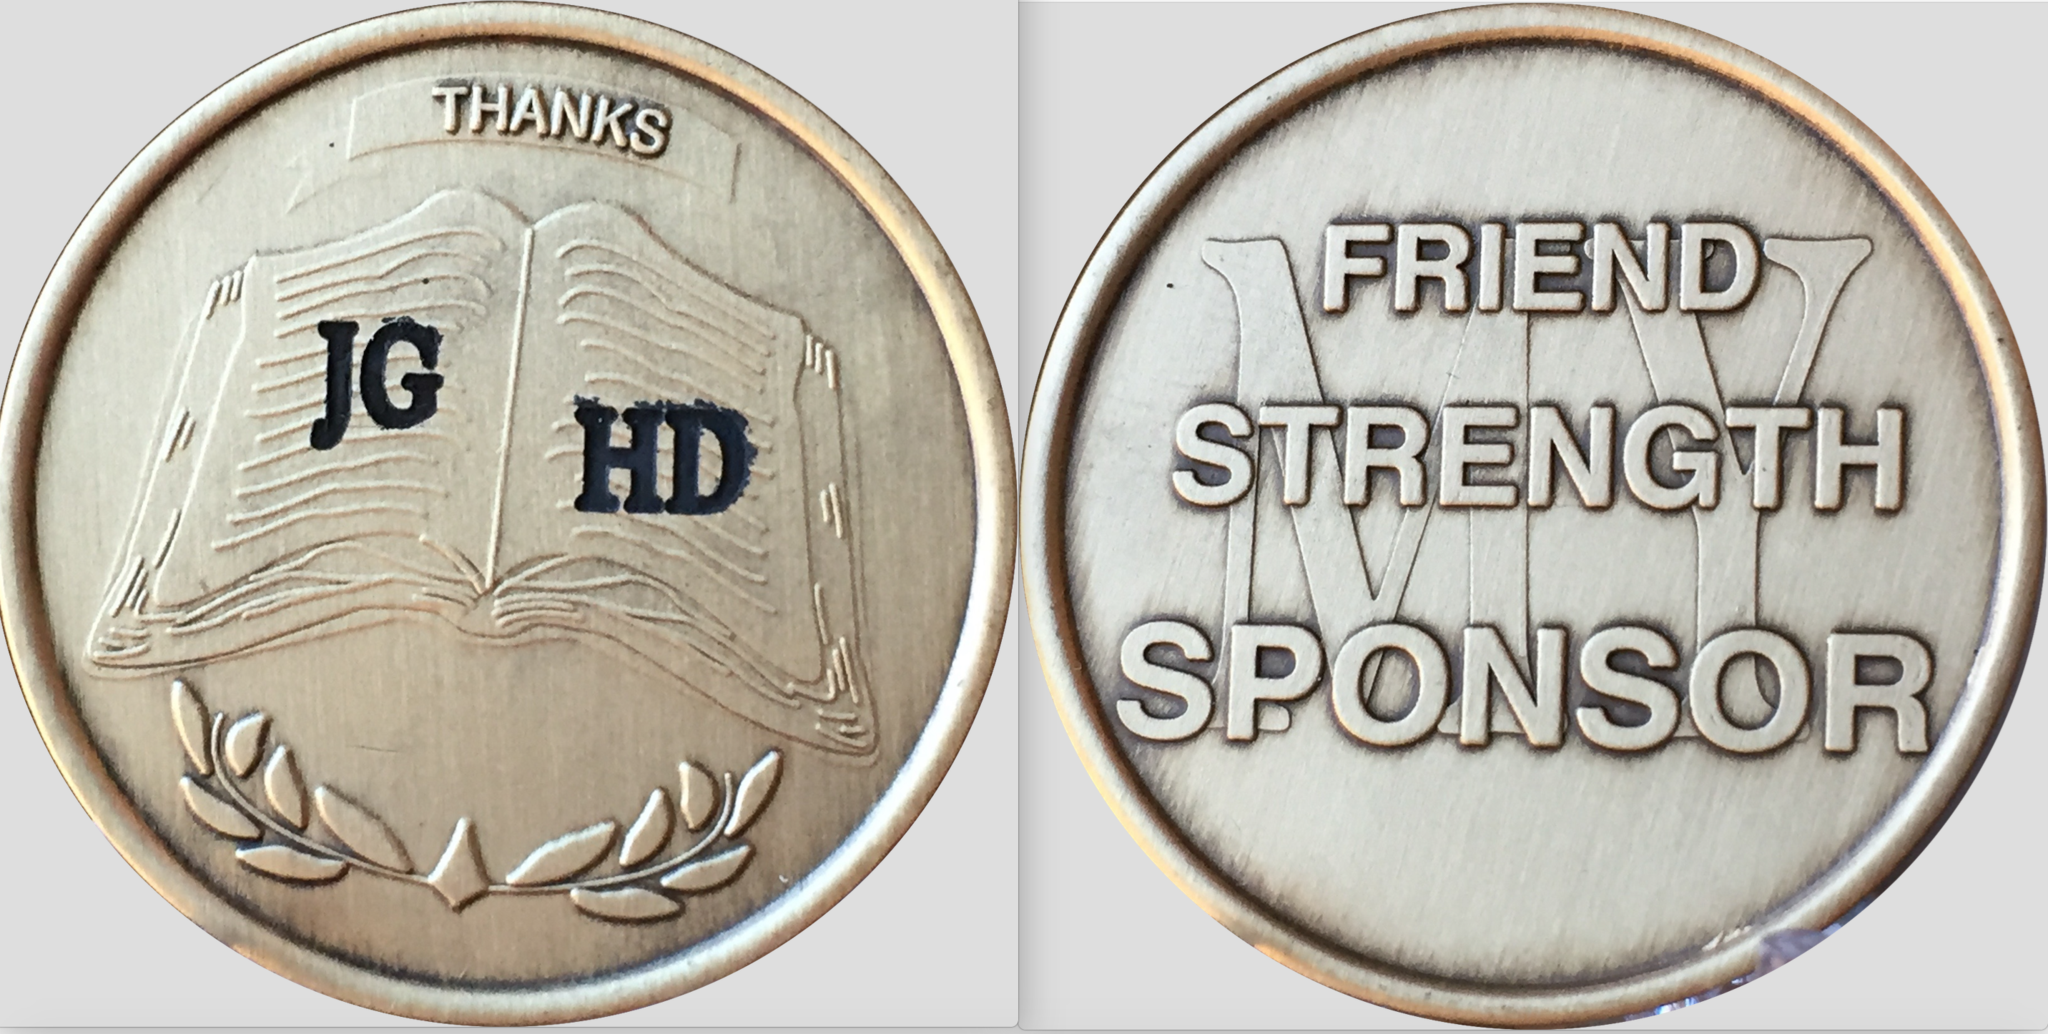 THANKS
JG
HD
MY
FRIEND
STRENGTH
SPONSOR